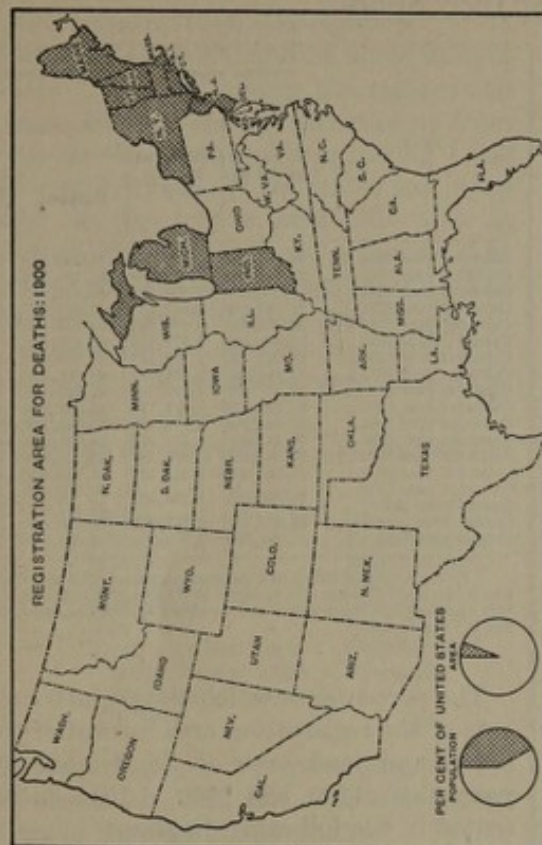 REGISTRATION AREA FOR DEATHS: 1900
WASH.
OREGON
CAL.
NEV.
IDAHO
MONT.
WYO.
UTAH
ARIZ.
COLO.
N. MEX.
N. DAK.
S. DAK.
NEBR.
KANS.
OKLA.
TEXAS
MINN.
IOWA
MO.
ARK.
LA.
WIS.
ILL.
MICH.
IND.
OHIO
KY.
TENN.
MISS.
ALA.
GA.
FLA.
S. C.
N. C.
VA.
W. VA.
PA.
N. Y.
PER CENT OF UNITED STATES
POPULATION
AREA